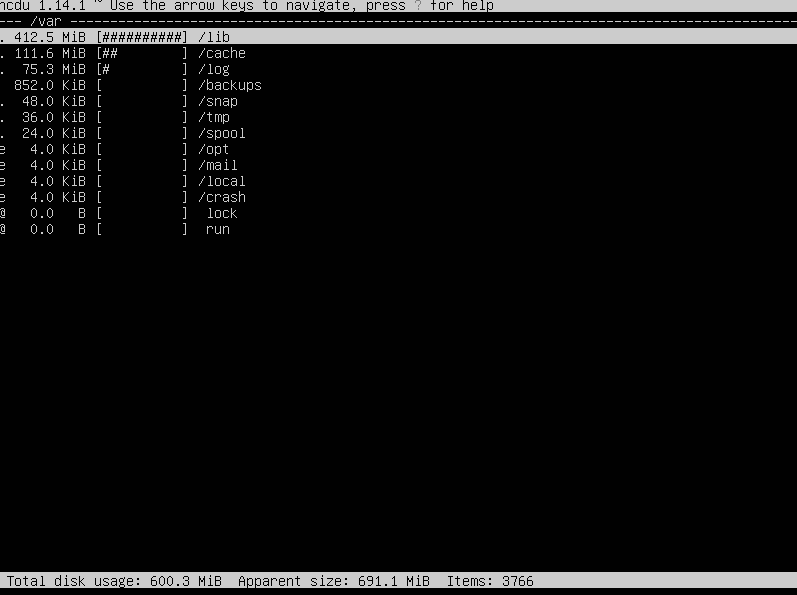 ncdu 1.14.1 ~ Use the arrow keys to navigate, press ? for help
--- /var ---
. 412.5 MiB [##########] /lib
. 111.6 MiB [##        ] /cache
.  75.3 MiB [#         ] /log
  852.0 KiB [          ] /backups
.  48.0 KiB [          ] /snap
.  36.0 KiB [          ] /tmp
.  24.0 KiB [          ] /spool
e   4.0 KiB [          ] /opt
e   4.0 KiB [          ] /mail
e   4.0 KiB [          ] /local
e   4.0 KiB [          ] /crash
@   0.0   B [          ]  lock
@   0.0   B [          ]  run
Total disk usage: 600.3 MiB  Apparent size: 691.1 MiB  Items: 3766